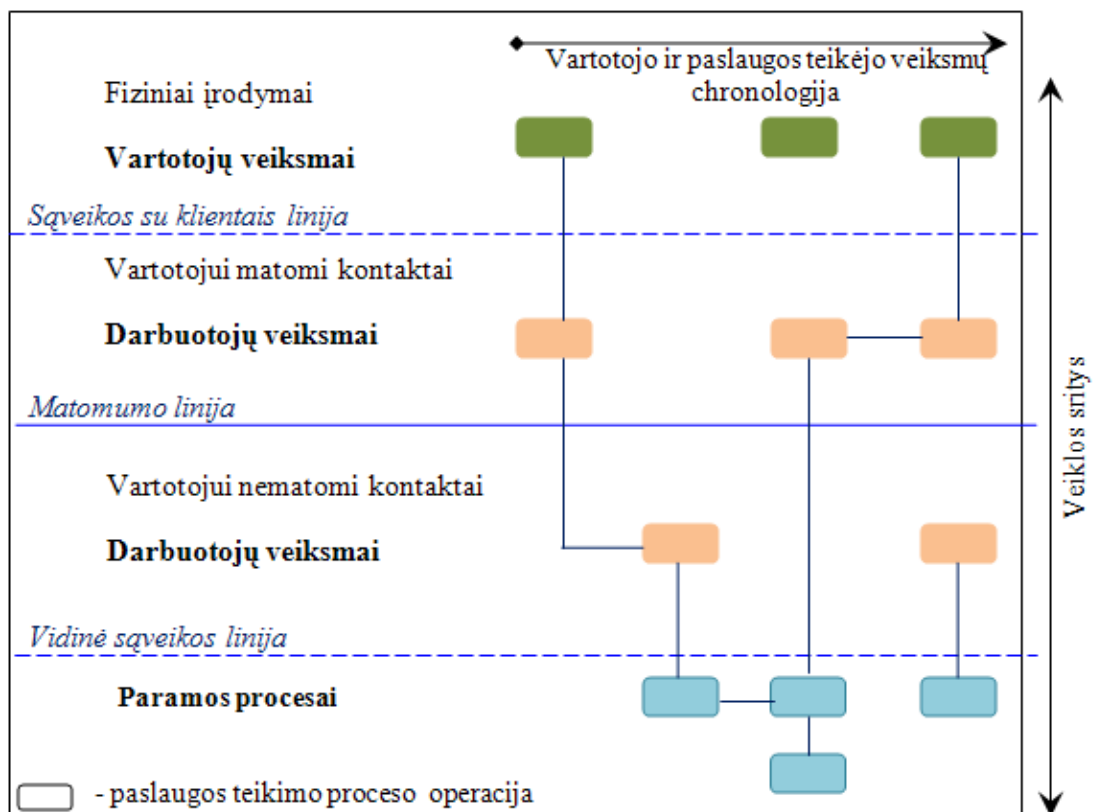 Vartotojo ir paslaugos teikėjo veiksmų
chronologija
Fiziniai įrodymai
Vartotojų veiksmai
Sąveikos su klientais linija
Vartotojui matomi kontaktai
Darbuotojų veiksmai
Matomumo linija
Vartotojui nematomi kontaktai
Darbuotojų veiksmai
Vidinė sąveikos linija
Paramos procesai
- paslaugos teikimo proceso operacija
Veiklos sritys